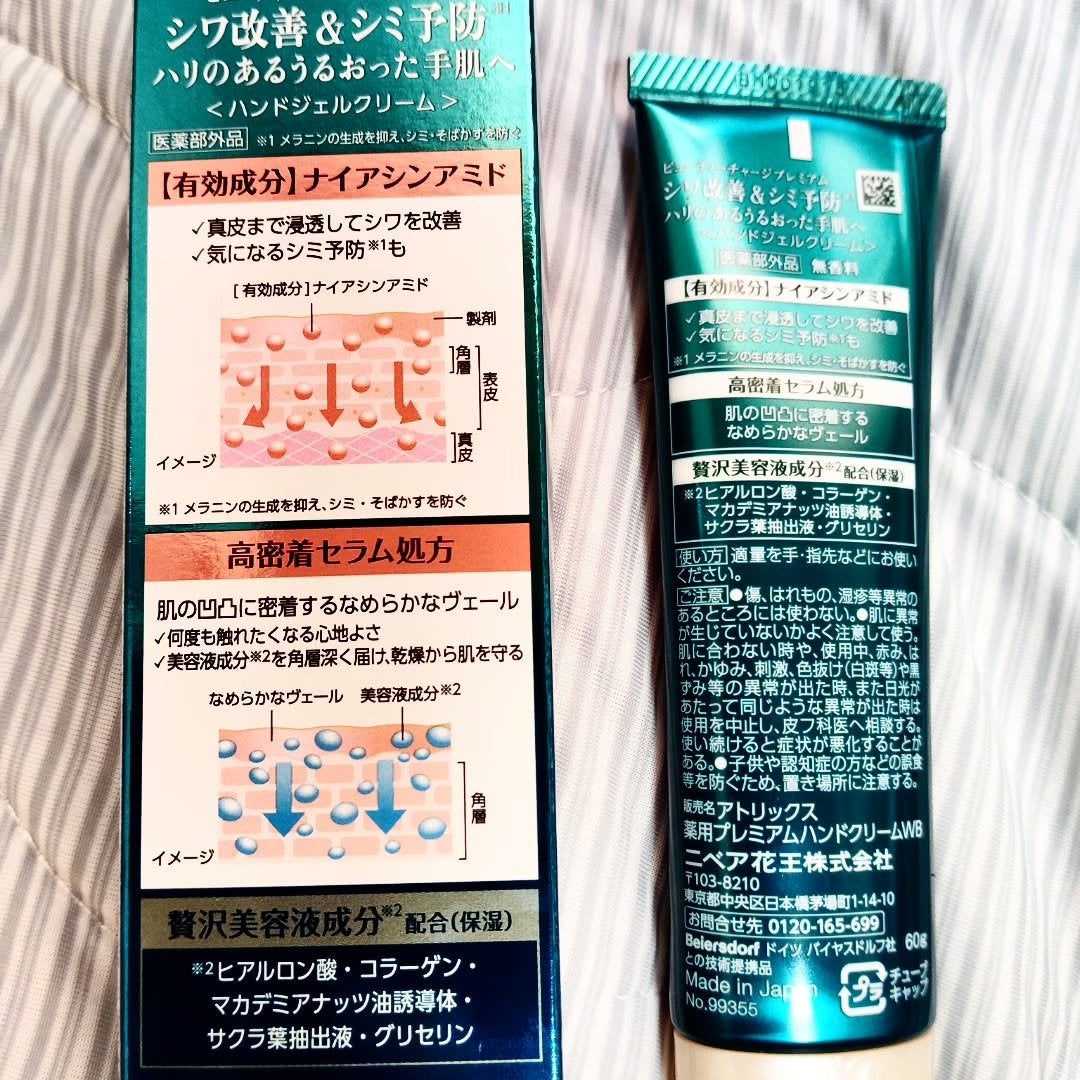 シワ改善&シミ予防※1
ハリのあるうるおった手肌へ
<ハンドジェルクリーム>
医薬部外品 ※1 メラニンの生成を抑え、シミ・そばかすを防ぐ
【有効成分】ナイアシンアミド
✓真皮まで浸透してシワを改善
✓気になるシミ予防※1も
[有効成分]ナイアシンアミド
製剤
角層
表皮
真皮
イメージ
※1 メラニンの生成を抑え、シミ・そばかすを防ぐ
高密着セラム処方
肌の凹凸に密着するなめらかなヴェール
✓何度も触れたくなる心地よさ
✓美容液成分※2を角層深く届け、乾燥から肌を守る
なめらかなヴェール 美容液成分※2
角層
イメージ
贅沢美容液成分※2 配合(保湿)
※2ヒアルロン酸・コラーゲン・
マカデミアナッツ油誘導体・
サクラ葉抽出液・グリセリン
ビューティーチャージプレミアム
シワ改善&シミ予防※1
ハリのあるうるおった手肌へ
<ハンドジェルクリーム>
医薬部外品 無香料
【有効成分】ナイアシンアミド
✓真皮まで浸透してシワを改善
✓気になるシミ予防※1も
※1 メラニンの生成を抑え、シミ・そばかすを防ぐ
高密着セラム処方
肌の凹凸に密着する
なめらかなヴェール
贅沢美容液成分※2 配合(保湿)
※2ヒアルロン酸・コラーゲン・
マカデミアナッツ油誘導体・
サクラ葉抽出液・グリセリン
使い方 適量を手・指先などにお使い
ください。
ご注意 ●傷、はれもの、湿疹等異常の
あるところには使わない。●肌に異常
が生じていないかよく注意して使う。
肌に合わない時や、使用中、赤み、は
れ、かゆみ、刺激、色抜け(白斑等)や黒
ずみ等の異常が出た時、また日光が
あたって同じような異常が出た時は
使用を中止し、皮フ科医へ相談する。
使い続けると症状が悪化することが
ある。●子供や認知症の方などの誤食
等を防ぐため、置き場所に注意する。
販売名 アトリックス
薬用プレミアムハンドクリームWB
ニベア花王株式会社
〒103-8210
東京都中央区日本橋茅場町1-14-10
お問合せ先 0120-165-699
Beiersdorf ドイツ バイヤスドルフ社 60g
との技術提携品
Made in Japan
No.99355
プラ
チューブ
キャップ